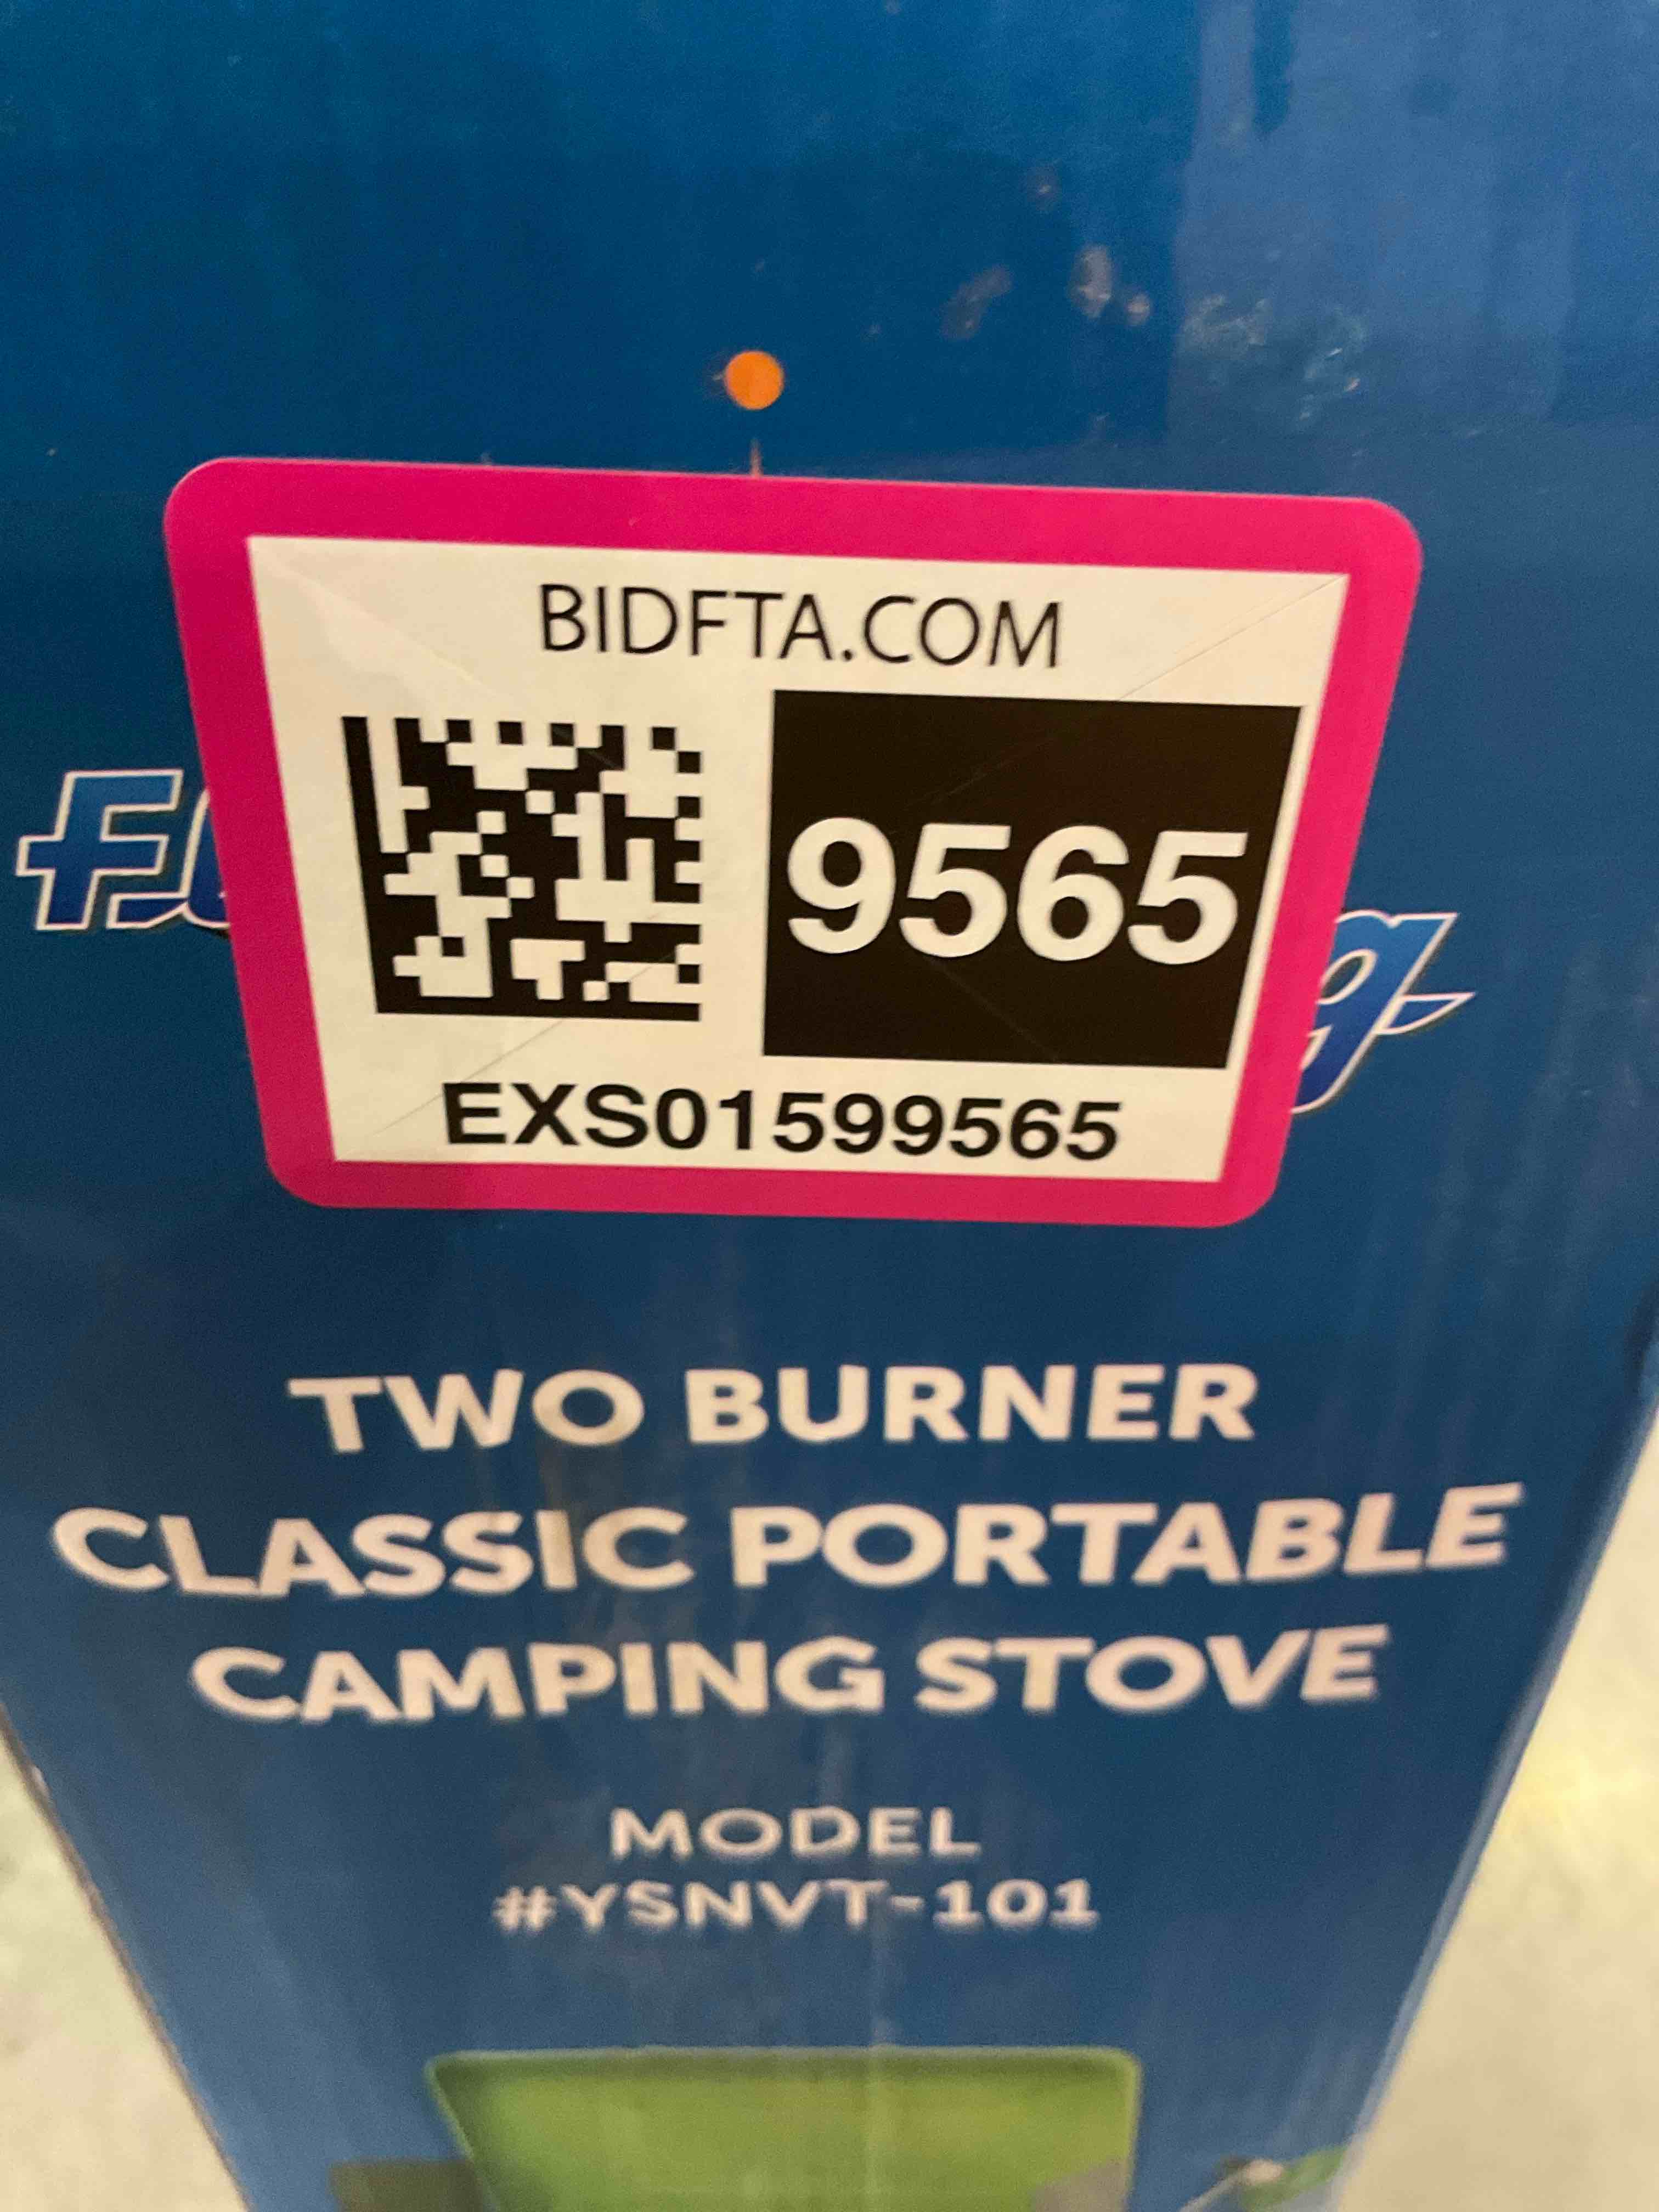 BIDFTA.COM
9565
EXS01599565
TWO BURNER
CLASSIC PORTABLE
CAMPING STOVE
MODEL
#YSNVT-101